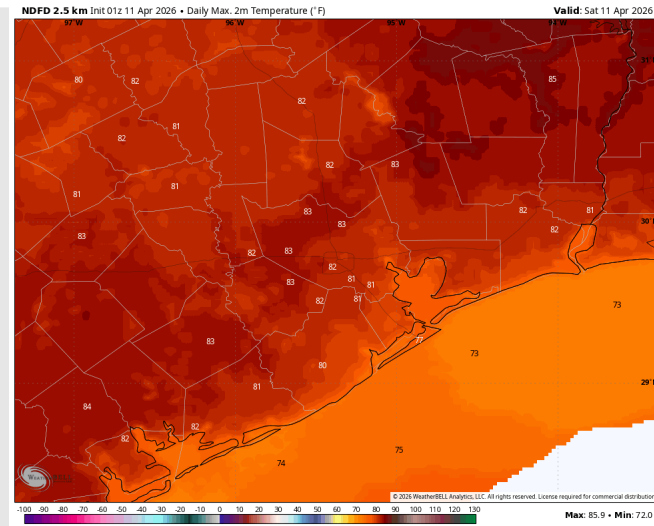 NDFD 2.5 km Init 01z 11 Apr 2026 • Daily Max. 2m Temperature (°F)
Valid: Sat 11 Apr 2026
97°W 96°W 95°W 94°W
80 82 85
82
81
82
82 83
81 81
83 82 81
83 83 82
82 83 82
83 81 81
82 81
83 77 73
80 73
81
84
82 82
74 75
30°
29°
WeatherBELL
© 2026 WeatherBELL Analytics, LLC. All rights reserved. License required for commercial distribution
-100 -90 -80 -70 -60 -50 -40 -30 -20 -10 0 10 20 30 40 50 60 70 80 90 100 110 120 130
Max: 85.9 • Min: 72.0